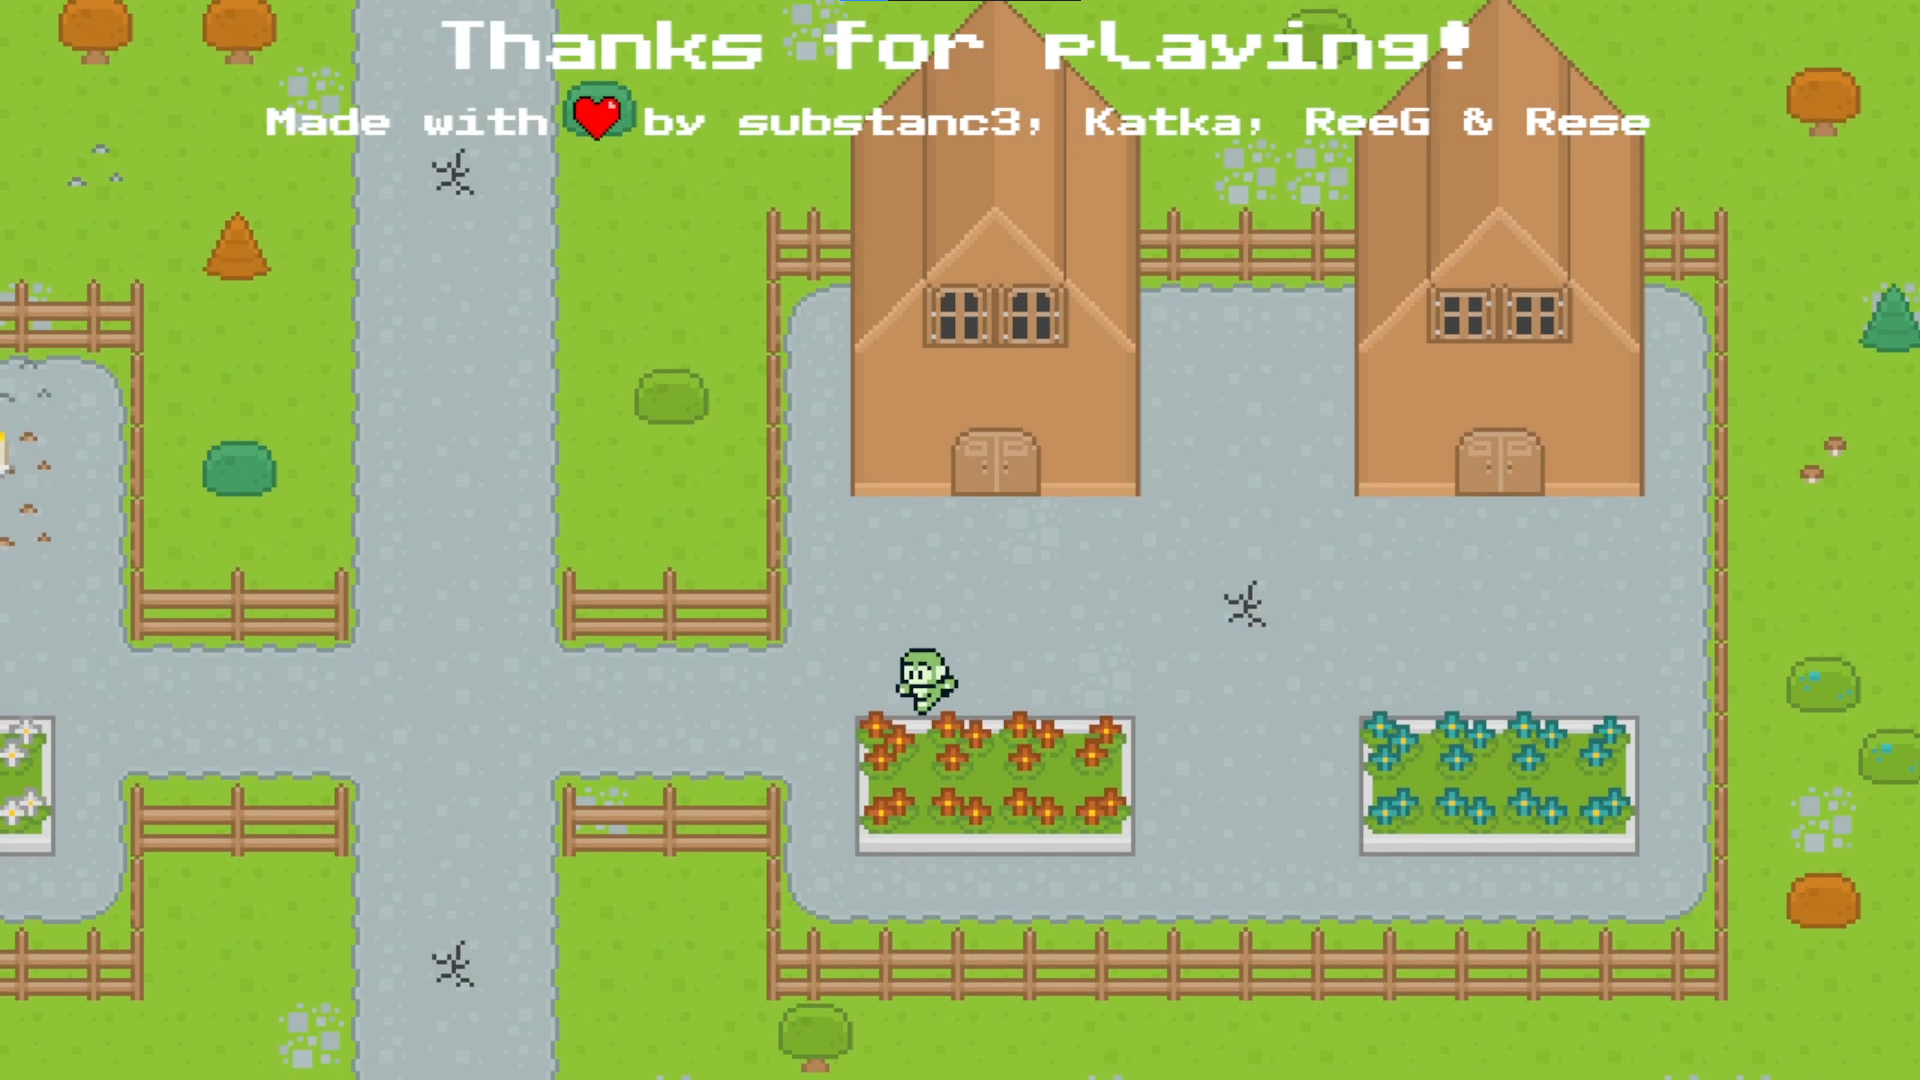 Thanks for playing!
Made with ❤ by substanc3, Katka, ReeG & Rese